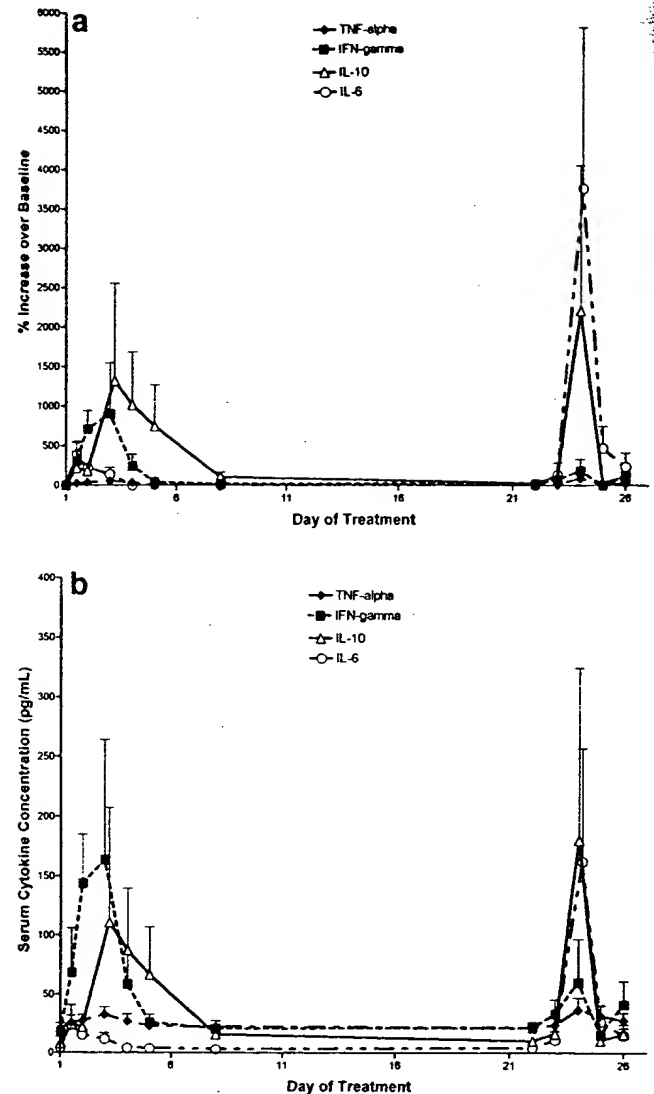 a
TNF-alpha
IFN-gamma
IL-10
IL-6
6000
5500
5000
4500
4000
3500
3000
2500
2000
1500
1000
500
0
% Increase over Baseline
1 6 11 16 22 26
Day of Treatment
b
TNF-alpha
IFN-gamma
IL-10
IL-6
400
350
300
250
200
150
100
50
0
Serum Cytokine Concentration (pg/mL)
1 6 11 16 22 26
Day of Treatment